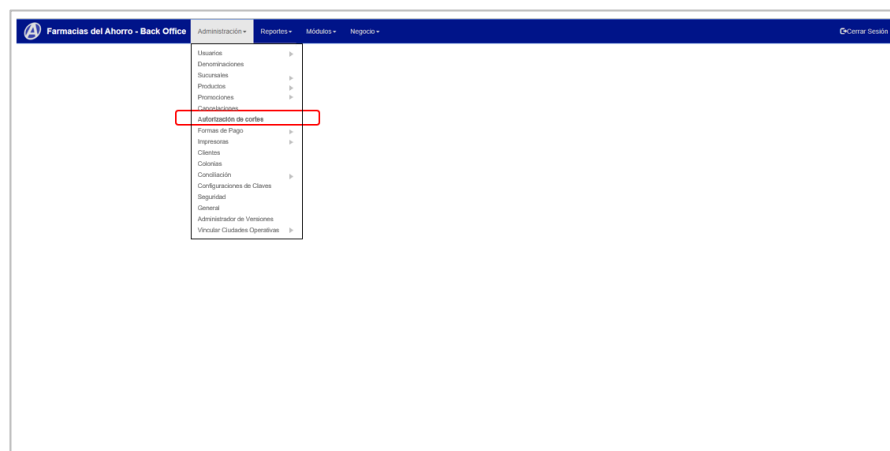 Farmacias del Ahorro - Back Office Administración Reportes Módulos Negocio Cerrar Sesión
Usuarios
Denominaciones
Sucursales
Productos
Promociones
Cancelaciones
Autorización de cortes
Formas de Pago
Impresoras
Clientes
Colonias
Conciliación
Configuraciones de Claves
Seguridad
General
Administrador de Versiones
Vincular Ciudades Operativas